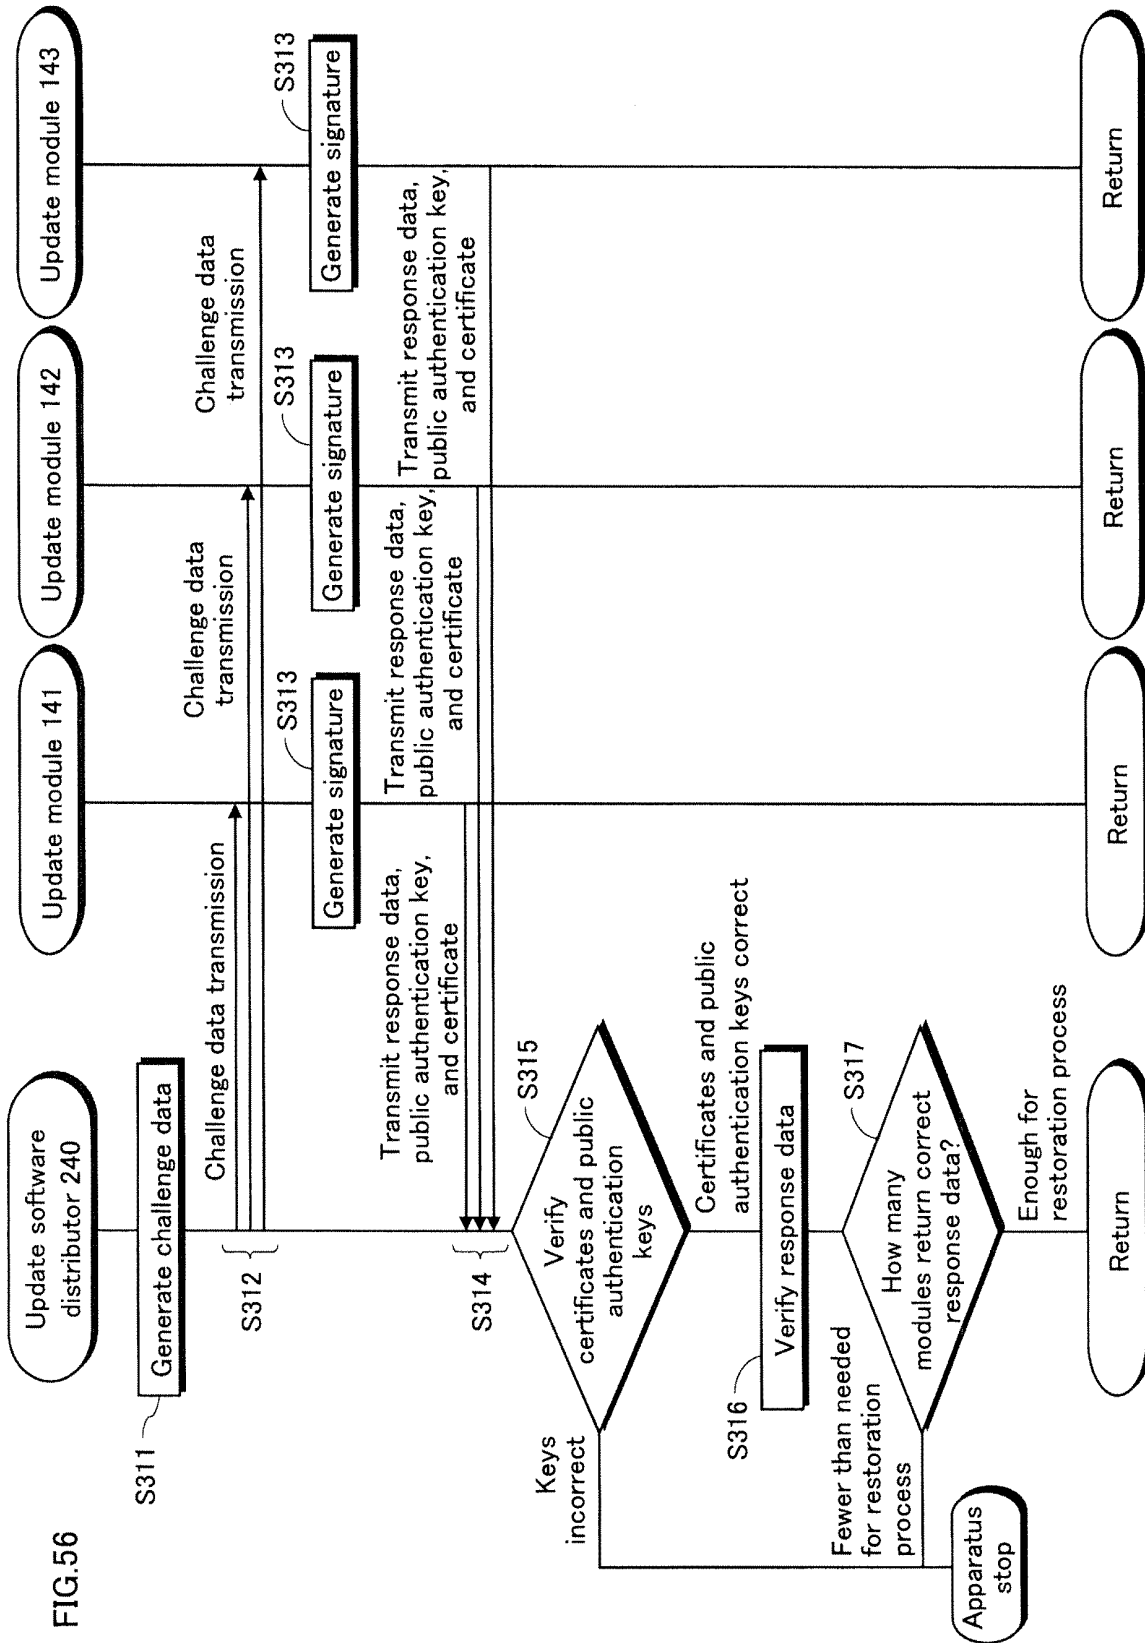 FIG.56
Update software
distributor 240
Update module 141
Update module 142
Update module 143
S311
Generate challenge data
Challenge data transmission
Challenge data
transmission
Challenge data
transmission
S312
S313
Generate signature
S313
Generate signature
S313
Generate signature
Transmit response data,
public authentication key,
and certificate
Transmit response data,
public authentication key,
and certificate
Transmit response data,
public authentication key,
and certificate
S314
S315
Verify
certificates and public
authentication
keys
Keys
incorrect
Certificates and public
authentication keys correct
S316
Verify response data
S317
How many
modules return correct
response data?
Fewer than needed
for restoration
process
Enough for
restoration process
Apparatus
stop
Return
Return
Return
Return